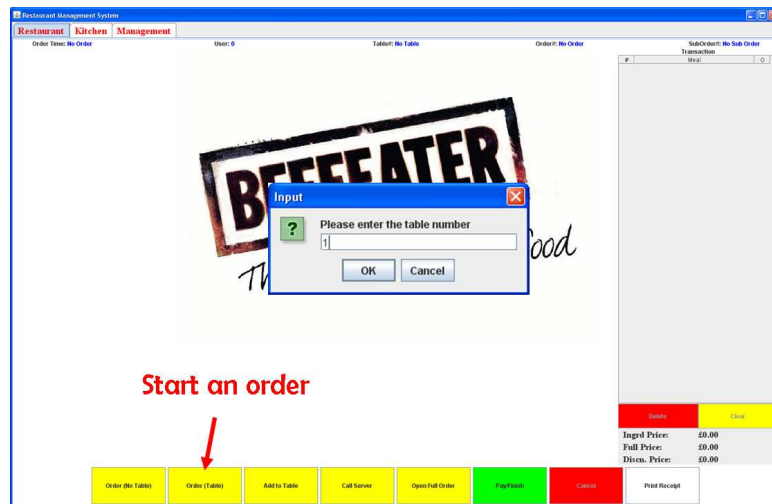 Restaurant Management System
Restaurant Kitchen Management
Order Time: No Order User: 0 Table#: No Table Order#: No Order SubOrder#: No Sub Order
Transaction
# Meal O
BEEFEATER
Th ood
Input
?
Please enter the table number
1
OK Cancel
Start an order
Delete Clear
Ingrd Price: £0.00
Full Price: £0.00
Discn. Price: £0.00
Order (No Table) Order (Table) Add to Table Call Server Open Full Order Pay/Finish Cancel Print Receipt